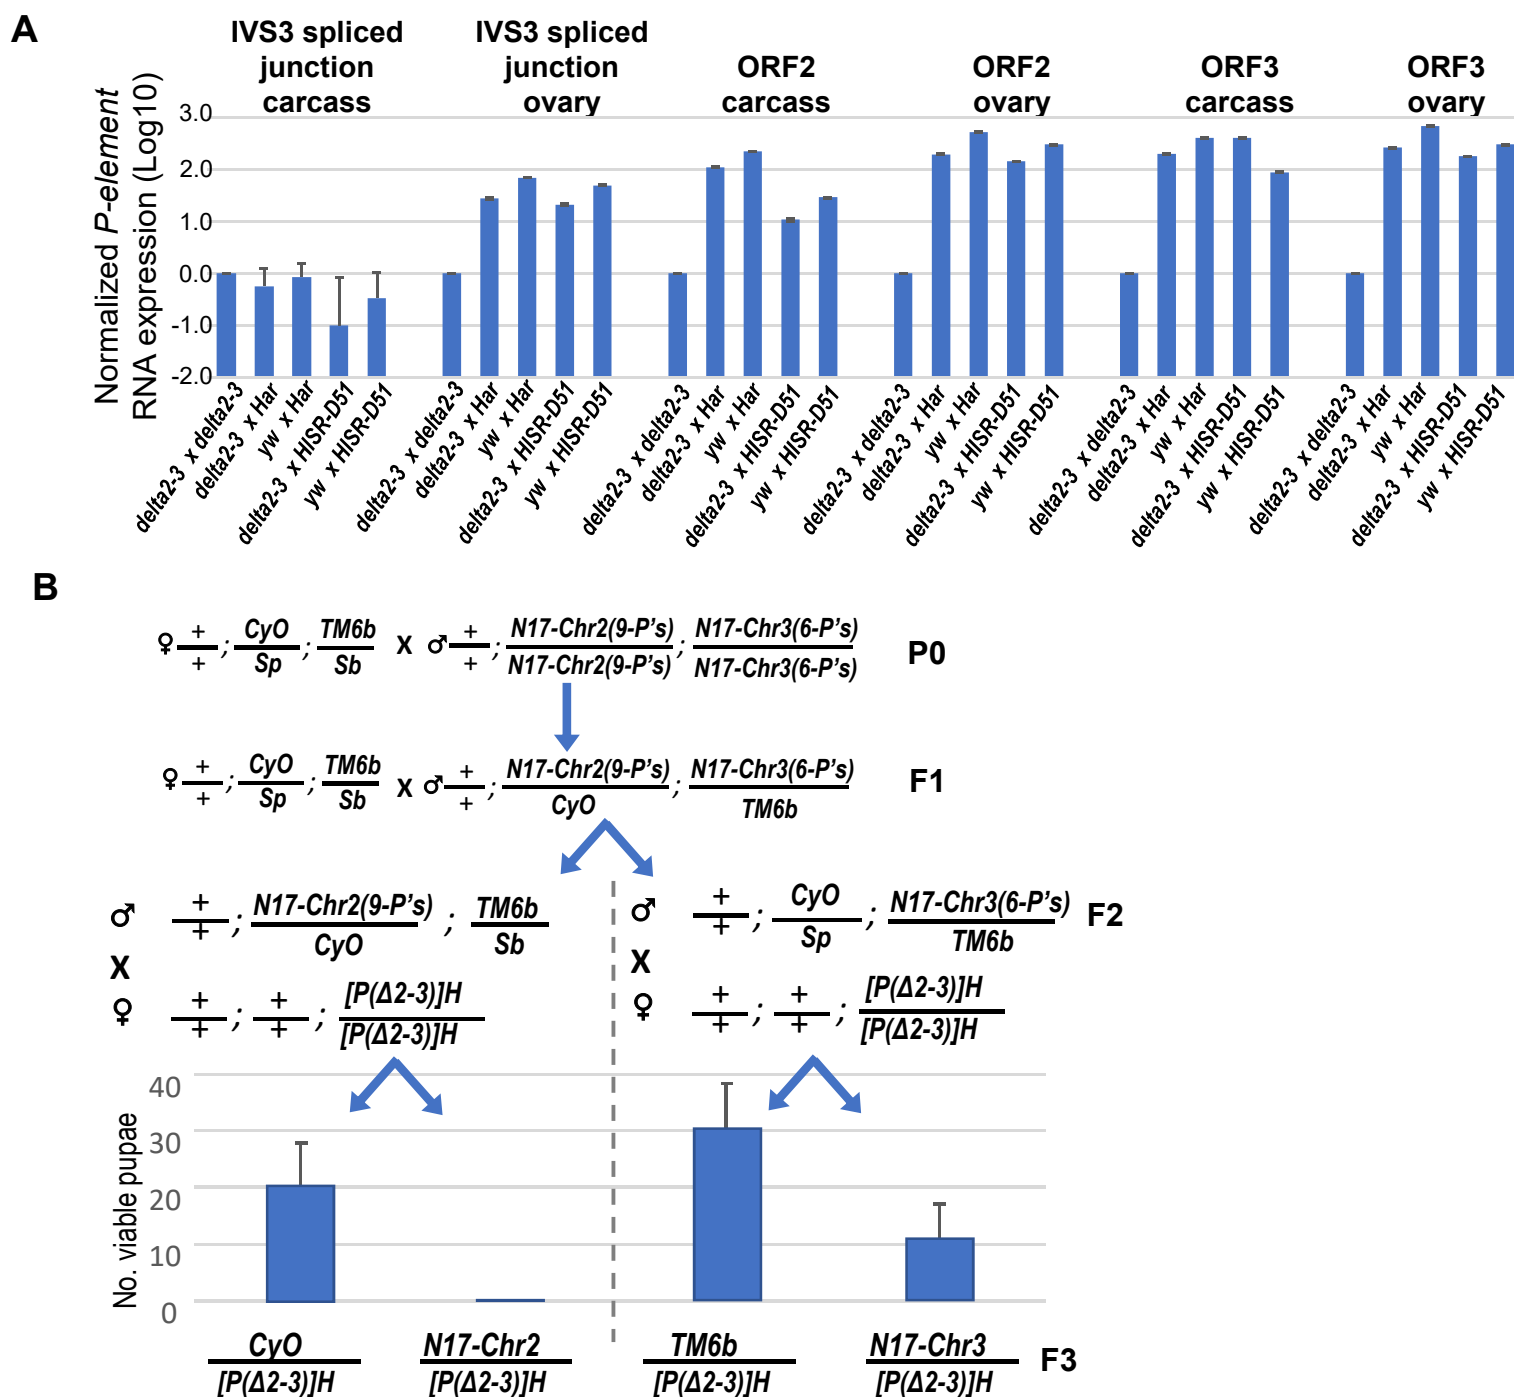 A
IVS3 spliced junction carcass
IVS3 spliced junction ovary
ORF2 carcass
ORF2 ovary
ORF3 carcass
ORF3 ovary
Normalized P-element
RNA expression (Log10)
3.0
2.0
1.0
0.0
-1.0
-2.0
delta2-3 x delta2-3
delta2-3 x Har
yw x Har
delta2-3 x HISR-D51
yw x HISR-D51
delta2-3 x delta2-3
delta2-3 x Har
yw x Har
delta2-3 x HISR-D51
yw x HISR-D51
delta2-3 x delta2-3
delta2-3 x Har
yw x Har
delta2-3 x HISR-D51
yw x HISR-D51
delta2-3 x delta2-3
delta2-3 x Har
yw x Har
delta2-3 x HISR-D51
yw x HISR-D51
delta2-3 x delta2-3
delta2-3 x Har
yw x Har
delta2-3 x HISR-D51
yw x HISR-D51
delta2-3 x delta2-3
delta2-3 x Har
yw x Har
delta2-3 x HISR-D51
yw x HISR-D51
B
♀ + ; CyO ; TM6b X ♂ + ; N17-Chr2(9-P's) ; N17-Chr3(6-P's) P0
+ Sp Sb + N17-Chr2(9-P's) N17-Chr3(6-P's)
♀ + ; CyO ; TM6b X ♂ + ; N17-Chr2(9-P's) ; N17-Chr3(6-P's) F1
+ Sp Sb + CyO TM6b
♂ + ; N17-Chr2(9-P's) ; TM6b
+ CyO Sb
X
♀ + ; + ; [P(Δ2-3)]H
+ + [P(Δ2-3)]H
♂ + ; CyO ; N17-Chr3(6-P's) F2
+ Sp TM6b
X
♀ + ; + ; [P(Δ2-3)]H
+ + [P(Δ2-3)]H
No. viable pupae
40
30
20
10
0
CyO N17-Chr2 TM6b N17-Chr3 F3
[P(Δ2-3)]H [P(Δ2-3)]H [P(Δ2-3)]H [P(Δ2-3)]H